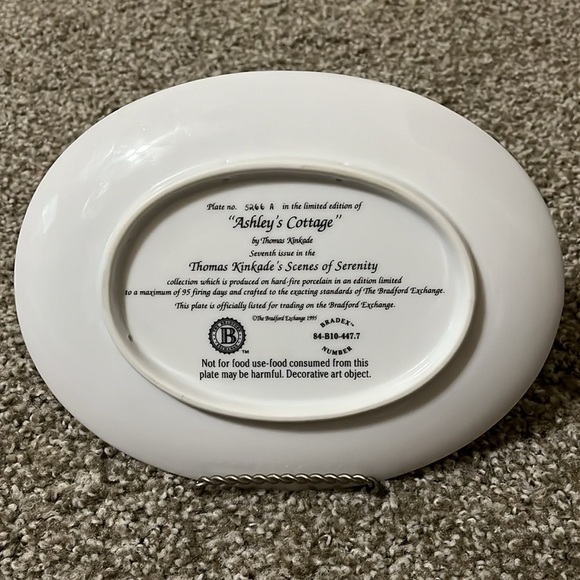 Plate no. 5266 A in the limited edition of
"Ashley's Cottage"
by Thomas Kinkade
Seventh issue in the
Thomas Kinkade's Scenes of Serenity
collection which is produced on hard-fire porcelain in an edition limited
to a maximum of 95 firing days and crafted to the exacting standards of The Bradford Exchange.
This plate is officially listed for trading on the Bradford Exchange.
©The Bradford Exchange 1995
B
™
BRADEX™
84-B10-447.7
NUMBER
Not for food use-food consumed from this
plate may be harmful. Decorative art object.